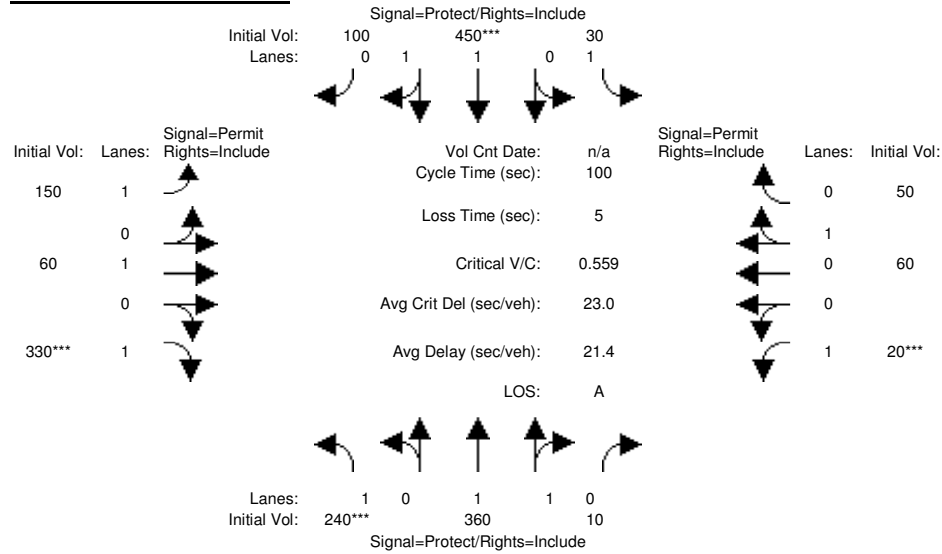 Signal=Protect/Rights=Include
Initial Vol: 100 450*** 30
Lanes: 0 1 1 0 1
Signal=Permit
Initial Vol: Lanes: Rights=Include
150 1
0
60 1
0
330*** 1
Vol Cnt Date: n/a
Cycle Time (sec): 100
Loss Time (sec): 5
Critical V/C: 0.559
Avg Crit Del (sec/veh): 23.0
Avg Delay (sec/veh): 21.4
LOS: A
Signal=Permit
Rights=Include Lanes: Initial Vol:
0 50
1
0 60
0
1 20***
Lanes: 1 0 1 1 0
Initial Vol: 240*** 360 10
Signal=Protect/Rights=Include